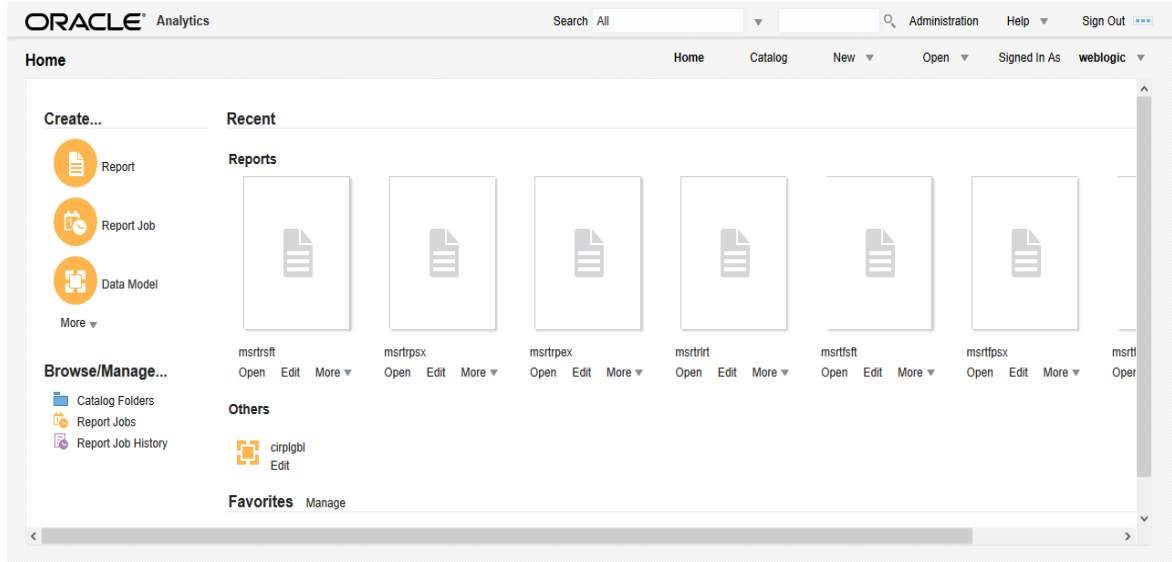 ORACLE® Analytics Search All Administration Help Sign Out
Home Home Catalog New Open Signed In As weblogic
Create...
Report
Report Job
Data Model
More
Browse/Manage...
Catalog Folders
Report Jobs
Report Job History
Recent
Reports
msrtrsft msrtrpsx msrtrpex msrtrlrt msrtfsft msrtfpsx
Open Edit More Open Edit More Open Edit More Open Edit More Open Edit More Open Edit More
Others
cirplgbl
Edit
Favorites Manage